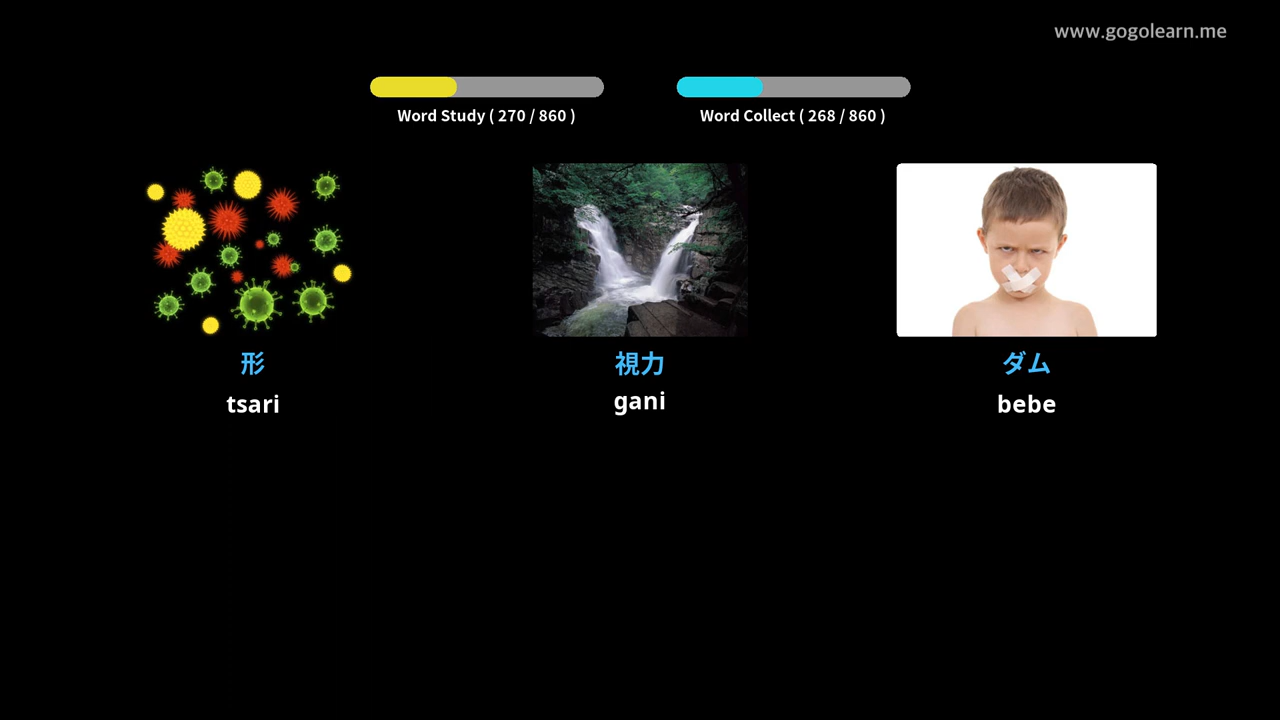 www.gogolearn.me
Word Study ( 270 / 860 )
Word Collect ( 268 / 860 )
形
tsari
視力
gani
ダム
bebe